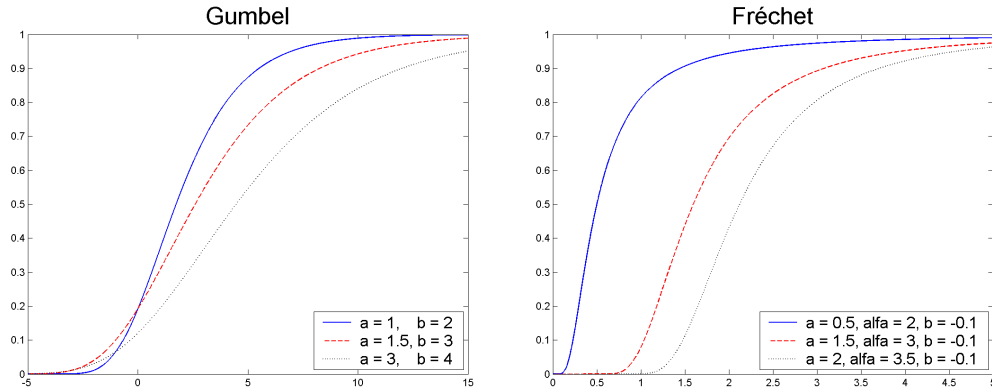 Gumbel
1
0.9
0.8
0.7
0.6
0.5
0.4
0.3
0.2
0.1
0
-5 0 5 10 15
a = 1, b = 2
a = 1.5, b = 3
a = 3, b = 4
Fréchet
1
0.9
0.8
0.7
0.6
0.5
0.4
0.3
0.2
0.1
0
0 0.5 1 1.5 2 2.5 3 3.5 4 4.5 5
a = 0.5, alfa = 2, b = -0.1
a = 1.5, alfa = 3, b = -0.1
a = 2, alfa = 3.5, b = -0.1